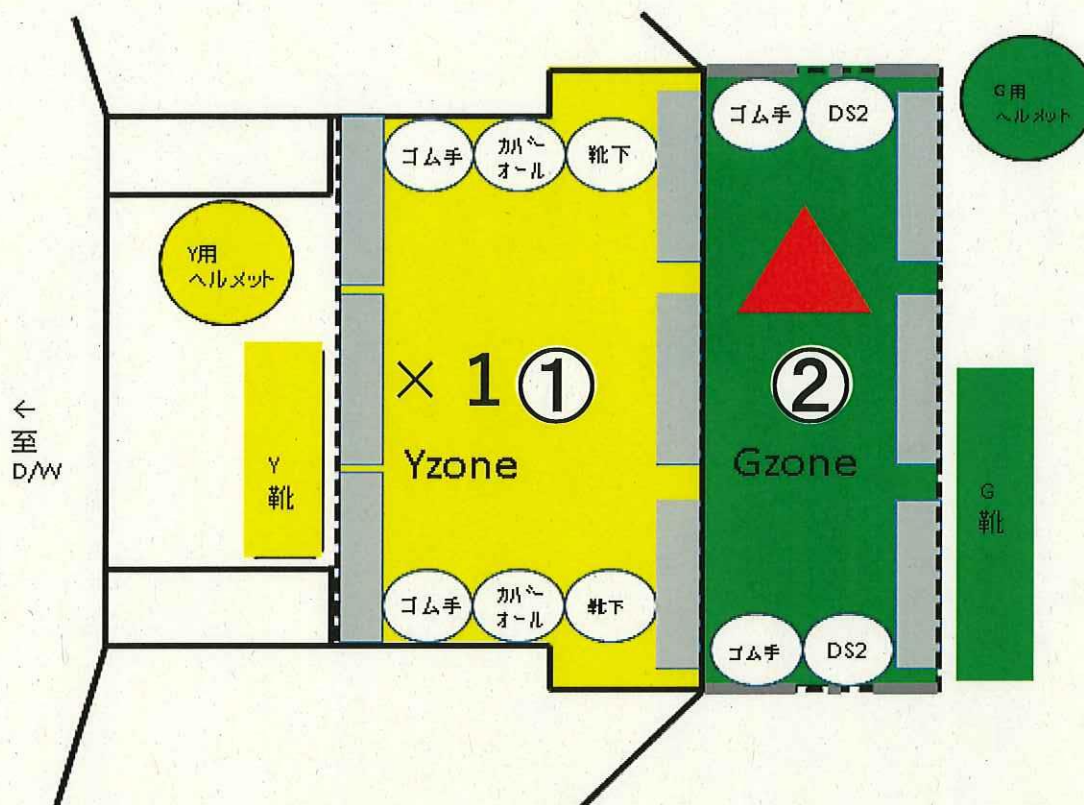 ゴム手
カバー
オール
靴下
ゴム手
DS2
G用
ヘルメット
Y用
ヘルメット
×1①
②
Yzone
Gzone
←
至
D/W
Y
靴
G
靴
ゴム手
カバー
オール
靴下
ゴム手
DS2